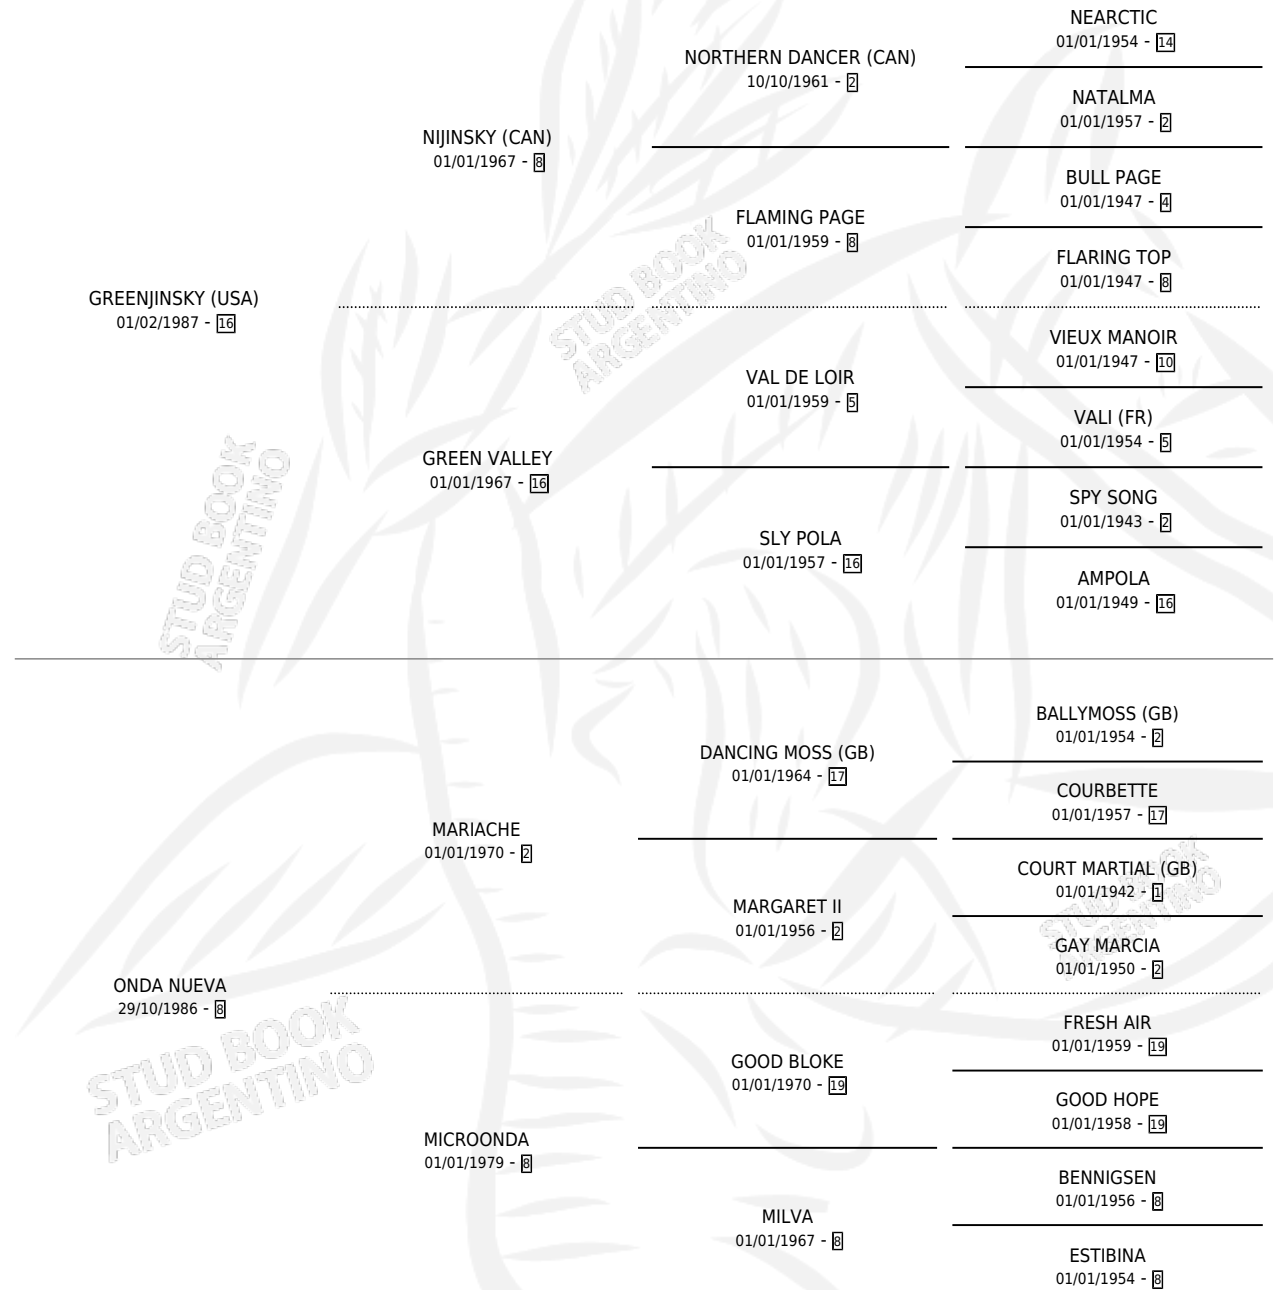 NEARCTIC
01/01/1954 - 14
NORTHERN DANCER (CAN)
10/10/1961 - 2
NATALMA
01/01/1957 - 2
NIJINSKY (CAN)
01/01/1967 - 8
BULL PAGE
01/01/1947 - 4
FLAMING PAGE
01/01/1959 - 8
FLARING TOP
01/01/1947 - 8
GREENJINSKY (USA)
01/02/1987 - 16
VIEUX MANOIR
01/01/1947 - 10
VAL DE LOIR
01/01/1959 - 5
VALI (FR)
01/01/1954 - 5
GREEN VALLEY
01/01/1967 - 16
SPY SONG
01/01/1943 - 2
SLY POLA
01/01/1957 - 16
AMPOLA
01/01/1949 - 16
BALLYMOSS (GB)
01/01/1954 - 2
DANCING MOSS (GB)
01/01/1964 - 17
COURBETTE
01/01/1957 - 17
MARIACHE
01/01/1970 - 2
COURT MARTIAL (GB)
01/01/1942 - 1
MARGARET II
01/01/1956 - 2
GAY MARCIA
01/01/1950 - 2
ONDA NUEVA
29/10/1986 - 8
FRESH AIR
01/01/1959 - 19
GOOD BLOKE
01/01/1970 - 19
GOOD HOPE
01/01/1958 - 19
MICROONDA
01/01/1979 - 8
BENNIGSEN
01/01/1956 - 8
MILVA
01/01/1967 - 8
ESTIBINA
01/01/1954 - 8
STUD BOOK
ARGENTINO
STUD BOOK
ARGENTINO
STUD BOOK
ARGENTINO
STUD BOOK
ARGENTINO